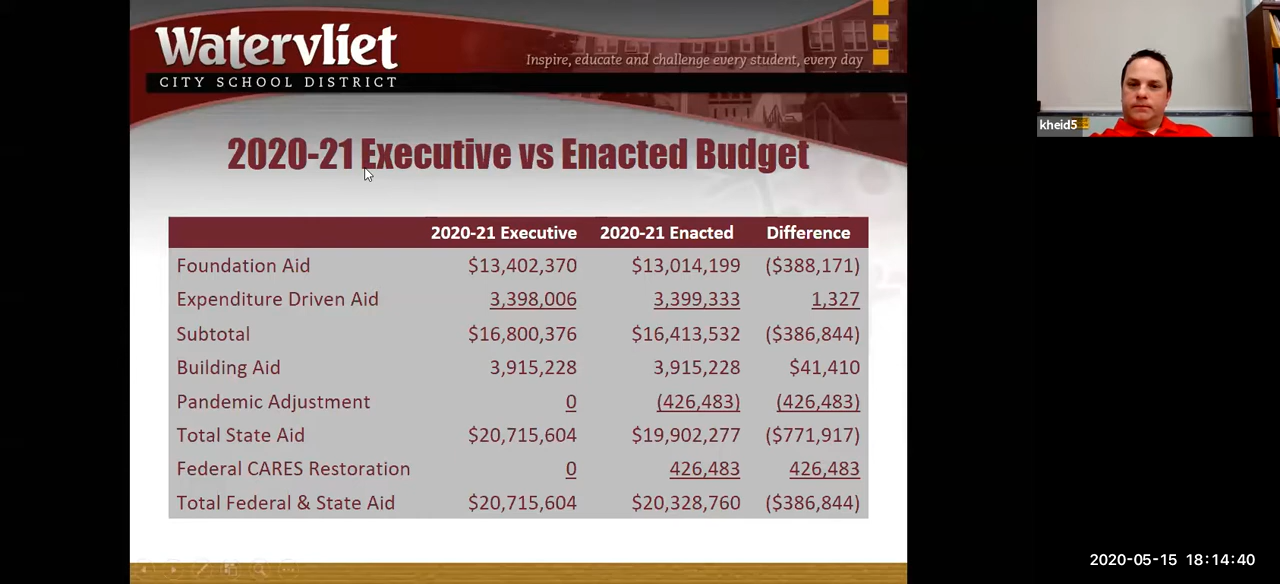 Watervliet
CITY SCHOOL DISTRICT
Inspire, educate and challenge every student, every day
kheid5
2020-21 Executive vs Enacted Budget
2020-21 Executive 2020-21 Enacted Difference
Foundation Aid $13,402,370 $13,014,199 ($388,171)
Expenditure Driven Aid 3,398,006 3,399,333 1,327
Subtotal $16,800,376 $16,413,532 ($386,844)
Building Aid 3,915,228 3,915,228 $41,410
Pandemic Adjustment 0 (426,483) (426,483)
Total State Aid $20,715,604 $19,902,277 ($771,917)
Federal CARES Restoration 0 426,483 426,483
Total Federal & State Aid $20,715,604 $20,328,760 ($386,844)
2020-05-15 18:14:40